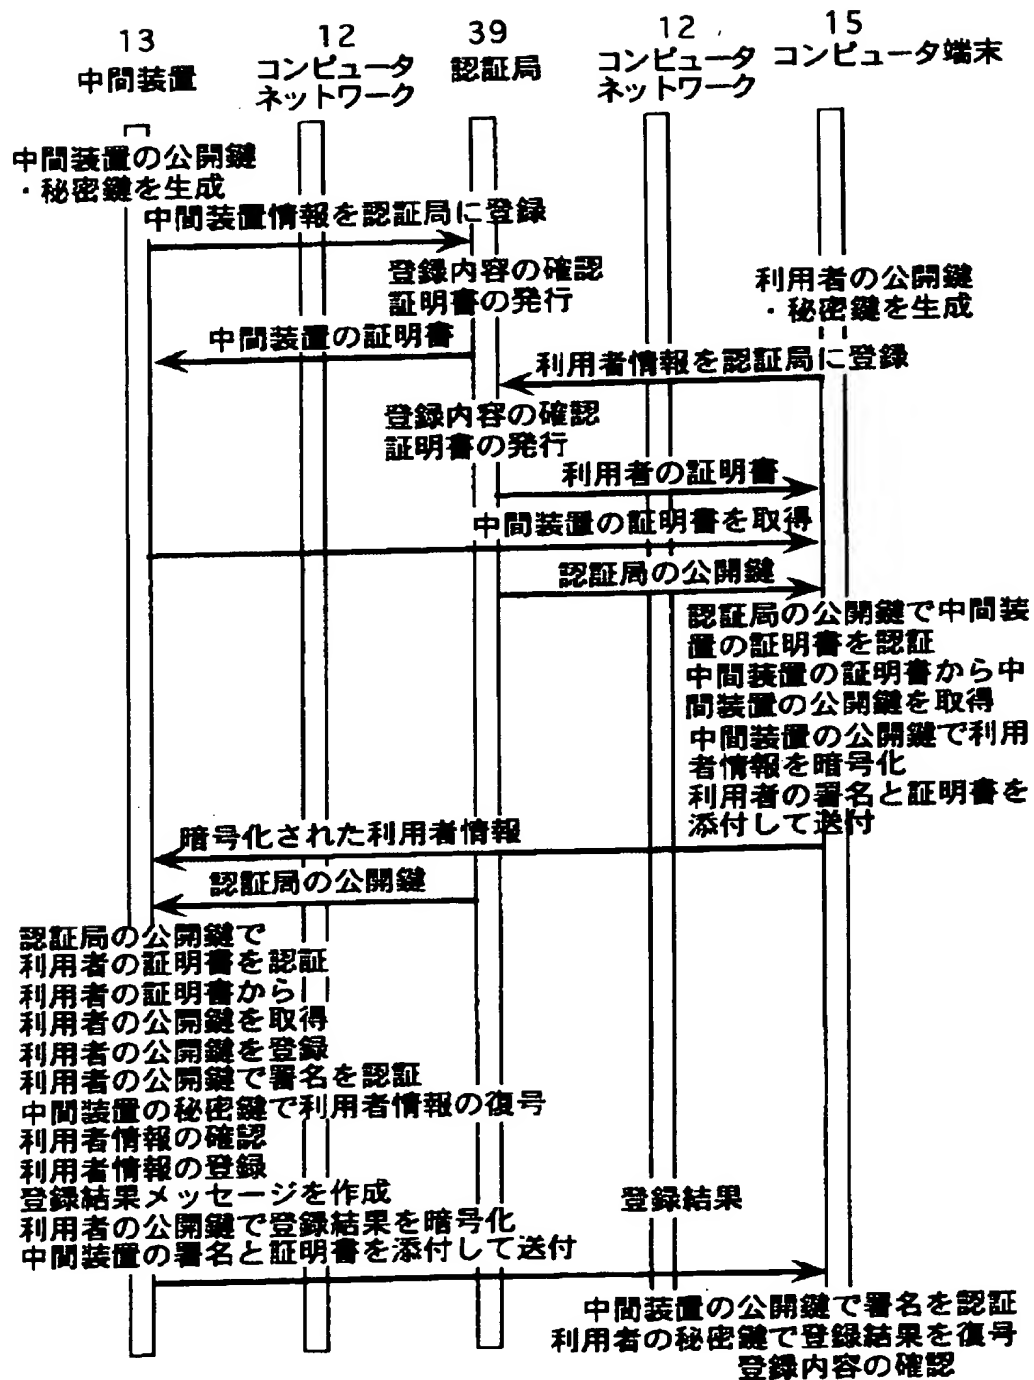 13
中間装置
12
コンピュータ
ネットワーク
39
認証局
12
コンピュータ
ネットワーク
15
コンピュータ端末
中間装置の公開鍵
・秘密鍵を生成
中間装置情報を認証局に登録
登録内容の確認
証明書の発行
利用者の公開鍵
・秘密鍵を生成
中間装置の証明書
利用者情報を認証局に登録
登録内容の確認
証明書の発行
利用者の証明書
中間装置の証明書を取得
認証局の公開鍵
認証局の公開鍵で中間装
置の証明書を認証
中間装置の証明書から中
間装置の公開鍵を取得
中間装置の公開鍵で利用
者情報を暗号化
利用者の署名と証明書を
添付して送付
暗号化された利用者情報
認証局の公開鍵
認証局の公開鍵で
利用者の証明書を認証
利用者の証明書から
利用者の公開鍵を取得
利用者の公開鍵を登録
利用者の公開鍵で署名を認証
中間装置の秘密鍵で利用者情報の復号
利用者情報の確認
利用者情報の登録
登録結果メッセージを作成
利用者の公開鍵で登録結果を暗号化
中間装置の署名と証明書を添付して送付
登録結果
中間装置の公開鍵で署名を認証
利用者の秘密鍵で登録結果を復号
登録内容の確認